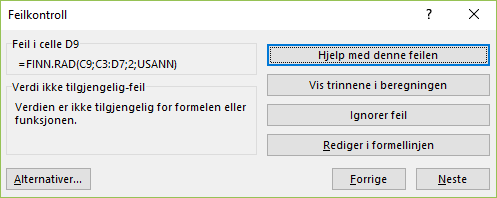 Feilkontroll
Feil i celle D9
=FINN.RAD(C9;C3:D7;2;USANN)
Verdi ikke tilgjengelig-feil
Verdien er ikke tilgjengelig for formelen eller
funksjonen.
Hjelp med denne feilen
Vis trinnene i beregningen
Ignorer feil
Rediger i formellinjen
Alternativer...
Forrige
Neste